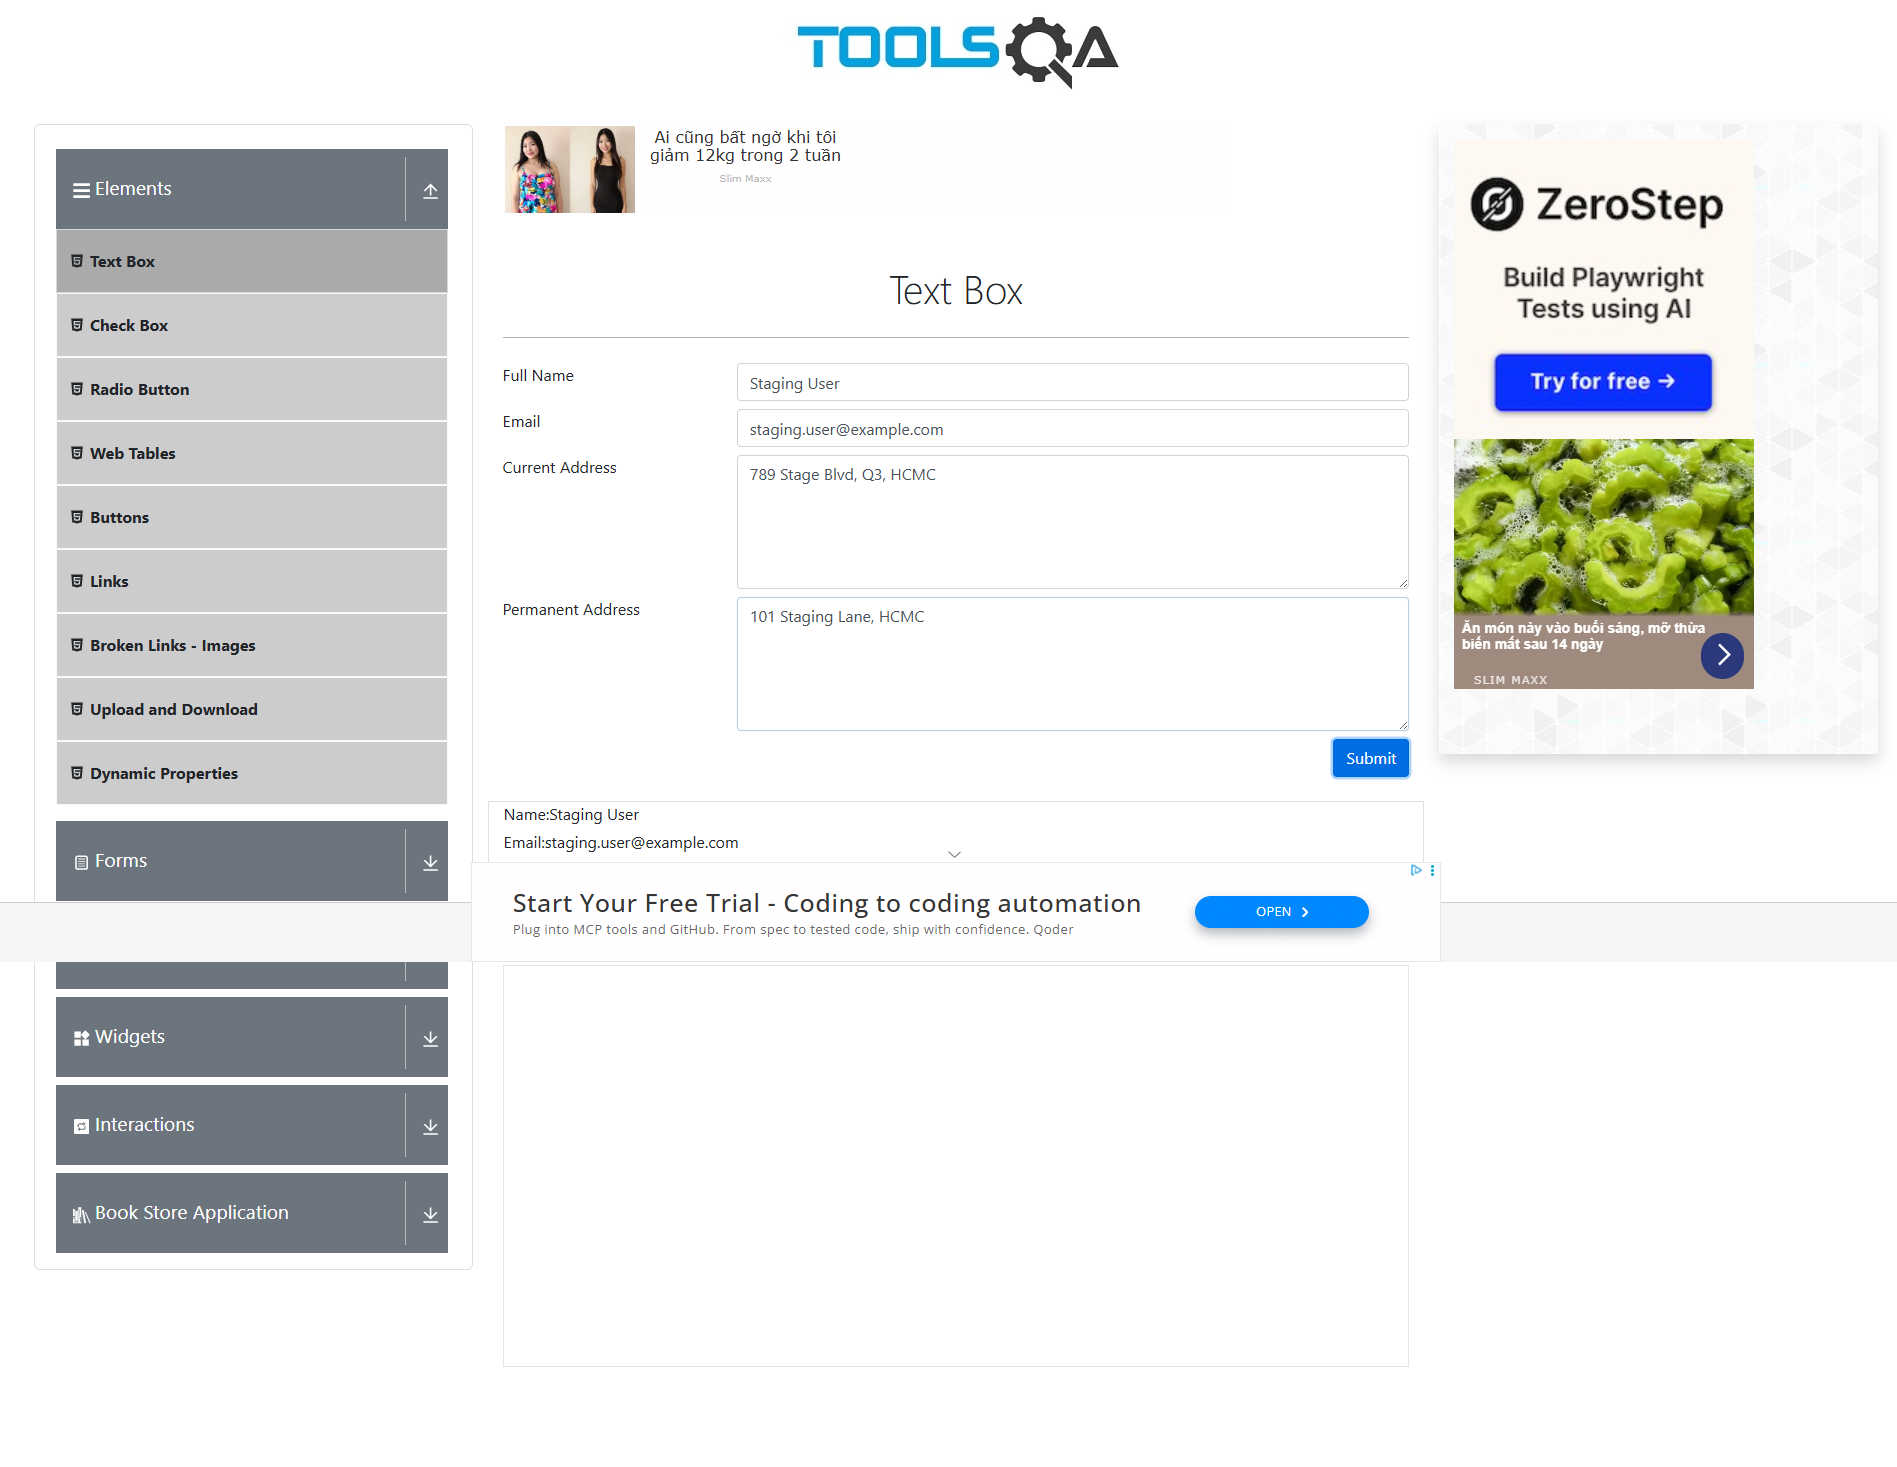 TOOLSQA
Elements
Text Box
Check Box
Radio Button
Web Tables
Buttons
Links
Broken Links - Images
Upload and Download
Dynamic Properties
Forms
Widgets
Interactions
Book Store Application
Ai cũng bất ngờ khi tôi
giảm 12kg trong 2 tuần
Slim Maxx
Text Box
Full Name
Staging User
Email
staging.user@example.com
Current Address
789 Stage Blvd, Q3, HCMC
Permanent Address
101 Staging Lane, HCMC
Submit
Name:Staging User
Email:staging.user@example.com
Start Your Free Trial - Coding to coding automation
Plug into MCP tools and GitHub. From spec to tested code, ship with confidence. Qoder
OPEN
ZeroStep
Build Playwright
Tests using AI
Try for free →
Ăn món này vào buổi sáng, mỡ thừa
biến mất sau 14 ngày
SLIM MAXX